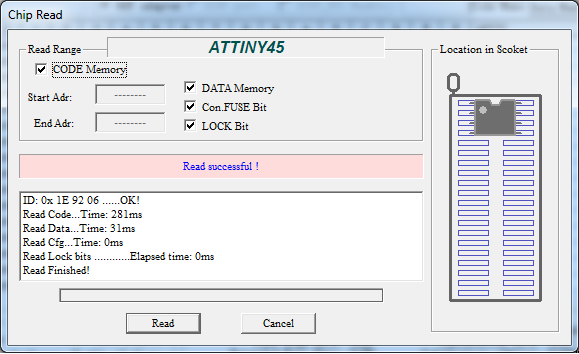 Chip Read
Read Range
ATTINY45
CODE Memory
Start Adr: --------
End Adr: --------
DATA Memory
Con.FUSE Bit
LOCK Bit
Read successful !
ID: 0x 1E 92 06 ......OK!
Read Code...Time: 281ms
Read Data...Time: 31ms
Read Cfg...Time: 0ms
Read Lock bits ............Elapsed time: 0ms
Read Finished!
Read
Cancel
Location in Scoket